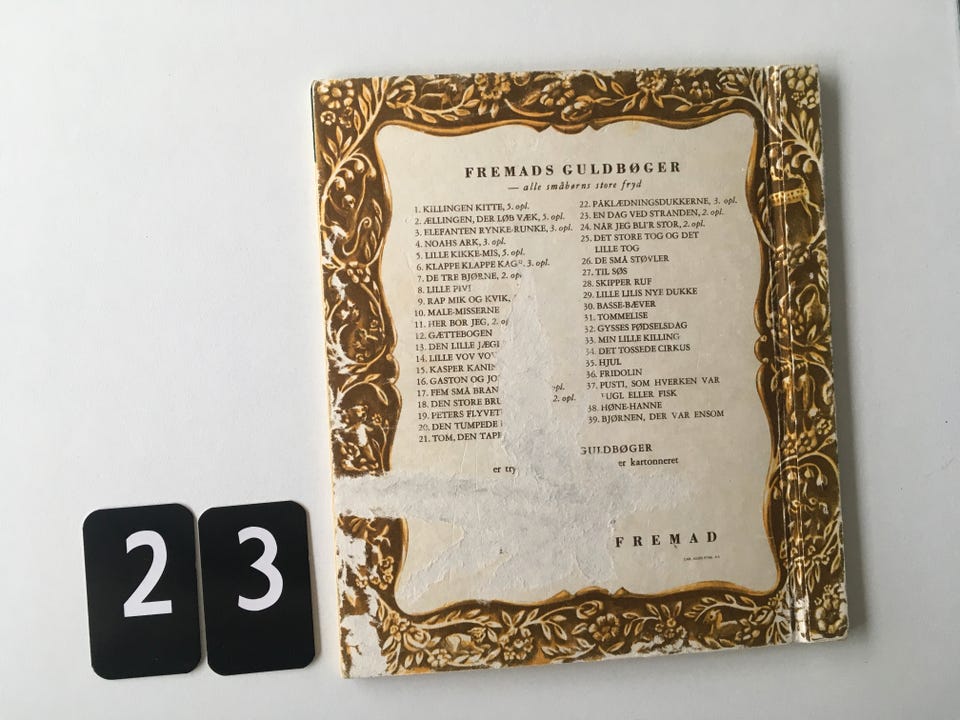 FREMADS GULDBØGER
— alle småbørns store fryd
1. KILLINGEN KITTE, 5. opl.
2. ÆLLINGEN, DER LØB VÆK, 5. opl.
3. ELEFANTEN RYNKE-RUNKE, 3. opl.
4. NOAHS ARK, 3. opl.
5. LILLE KIKKE-MIS, 5. opl.
6. KLAPPE KLAPPE KAGE, 3. opl.
7. DE TRE BJØRNE, 2. opl
8. LILLE PIVI
9. RAP MIK OG KVIK,
10. MALE-MISSERNE
11. HER BOR JEG, 2. op
12. GÆTTEBOGEN
13. DEN LILLE JÆG
14. LILLE VOV VOV
15. KASPER KANIN
16. GASTON OG JO
17. FEM SMÅ BRAN opl.
18. DEN STORE BRU 2. opl.
19. PETERS FLYVET
20. DEN TUMPEDE
21. TOM, DEN TAPP
22. PÅKLÆDNINGSDUKKERNE, 3. opl.
23. EN DAG VED STRANDEN, 2. opl.
24. NÅR JEG BLI'R STOR, 2. opl.
25. DET STORE TOG OG DET
LILLE TOG
26. DE SMÅ STØVLER
27. TIL SØS
28. SKIPPER RUF
29. LILLE LILIS NYE DUKKE
30. BASSE-BÆVER
31. TOMMELISE
32. GYSSES FØDSELSDAG
33. MIN LILLE KILLING
34. DET TOSSEDE CIRKUS
35. HJUL
36. FRIDOLIN
37. PUSTI, SOM HVERKEN VAR
FUGL ELLER FISK
38. HØNE-HANNE
39. BJØRNEN, DER VAR ENSOM
GULDBØGER
er try er kartonneret
FREMAD
23